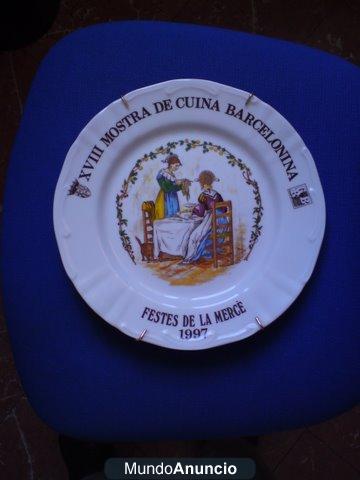 XVIII MOSTRA DE CUINA BARCELONINA
FESTES DE LA MERCÈ
1997
MundoAnuncio